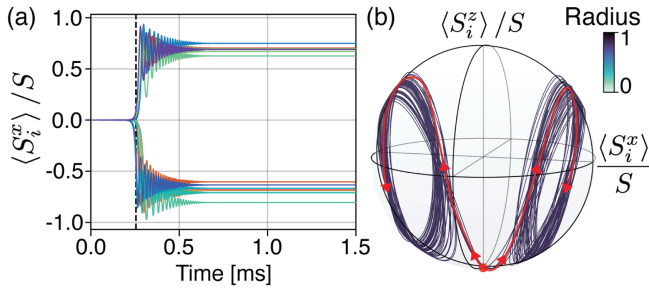 (a)
⟨S_i^x⟩/S
1.0
0.5
0.0
-0.5
-1.0
0.0 0.5 1.0 1.5
Time [ms]
(b)
⟨S_i^z⟩/S
Radius
1
0
⟨S_i^x⟩
S